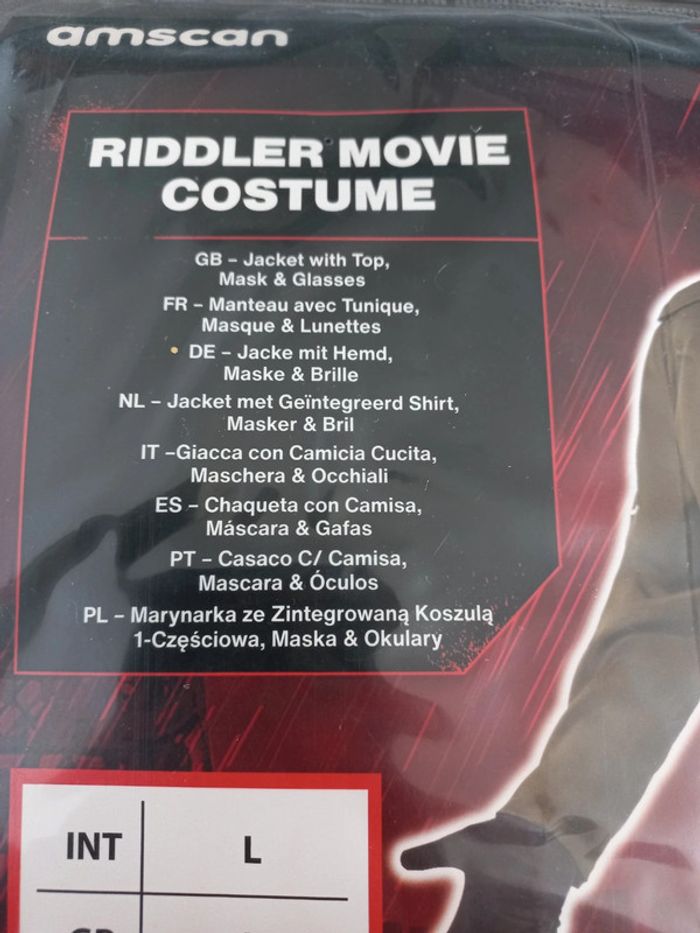 amscan
RIDDLER MOVIE
COSTUME
GB – Jacket with Top,
Mask & Glasses
FR – Manteau avec Tunique,
Masque & Lunettes
• DE – Jacke mit Hemd,
Maske & Brille
NL – Jacket met Geïntegreerd Shirt,
Masker & Bril
IT –Giacca con Camicia Cucita,
Maschera & Occhiali
ES – Chaqueta con Camisa,
Máscara & Gafas
PT – Casaco C/ Camisa,
Mascara & Óculos
PL – Marynarka ze Zintegrowaną Koszulą
1-Częściowa, Maska & Okulary
INT L